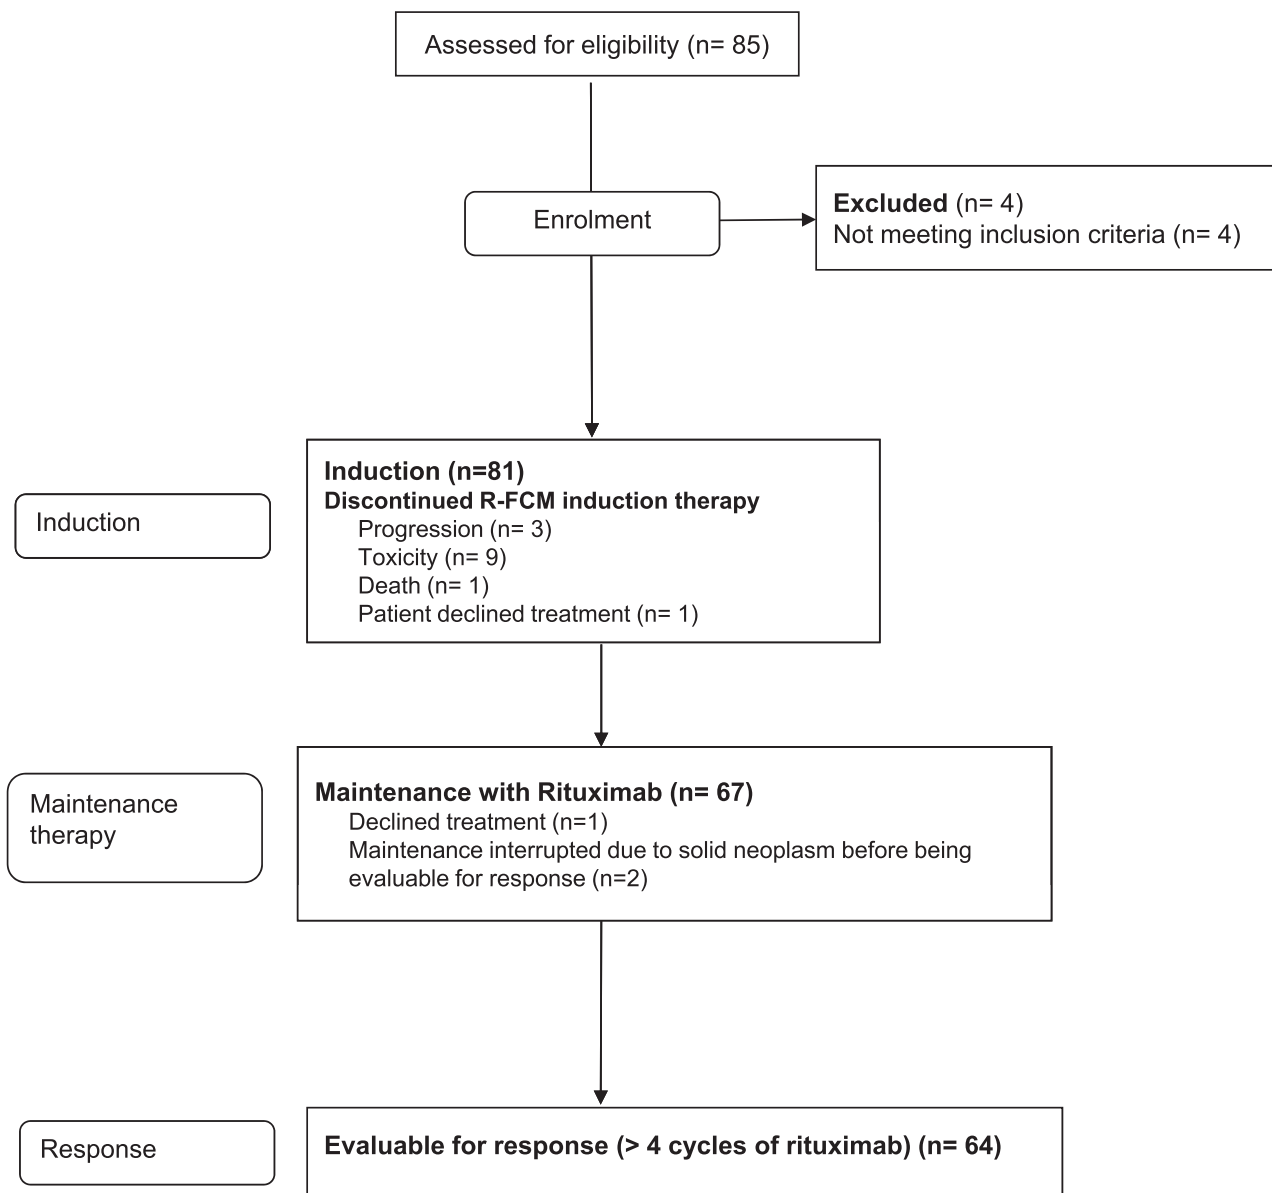 Assessed for eligibility (n= 85)
Enrolment
Excluded (n= 4)
Not meeting inclusion criteria (n= 4)
Induction
Induction (n=81)
Discontinued R-FCM induction therapy
Progression (n= 3)
Toxicity (n= 9)
Death (n= 1)
Patient declined treatment (n= 1)
Maintenance
therapy
Maintenance with Rituximab (n= 67)
Declined treatment (n=1)
Maintenance interrupted due to solid neoplasm before being
evaluable for response (n=2)
Response
Evaluable for response (> 4 cycles of rituximab) (n= 64)